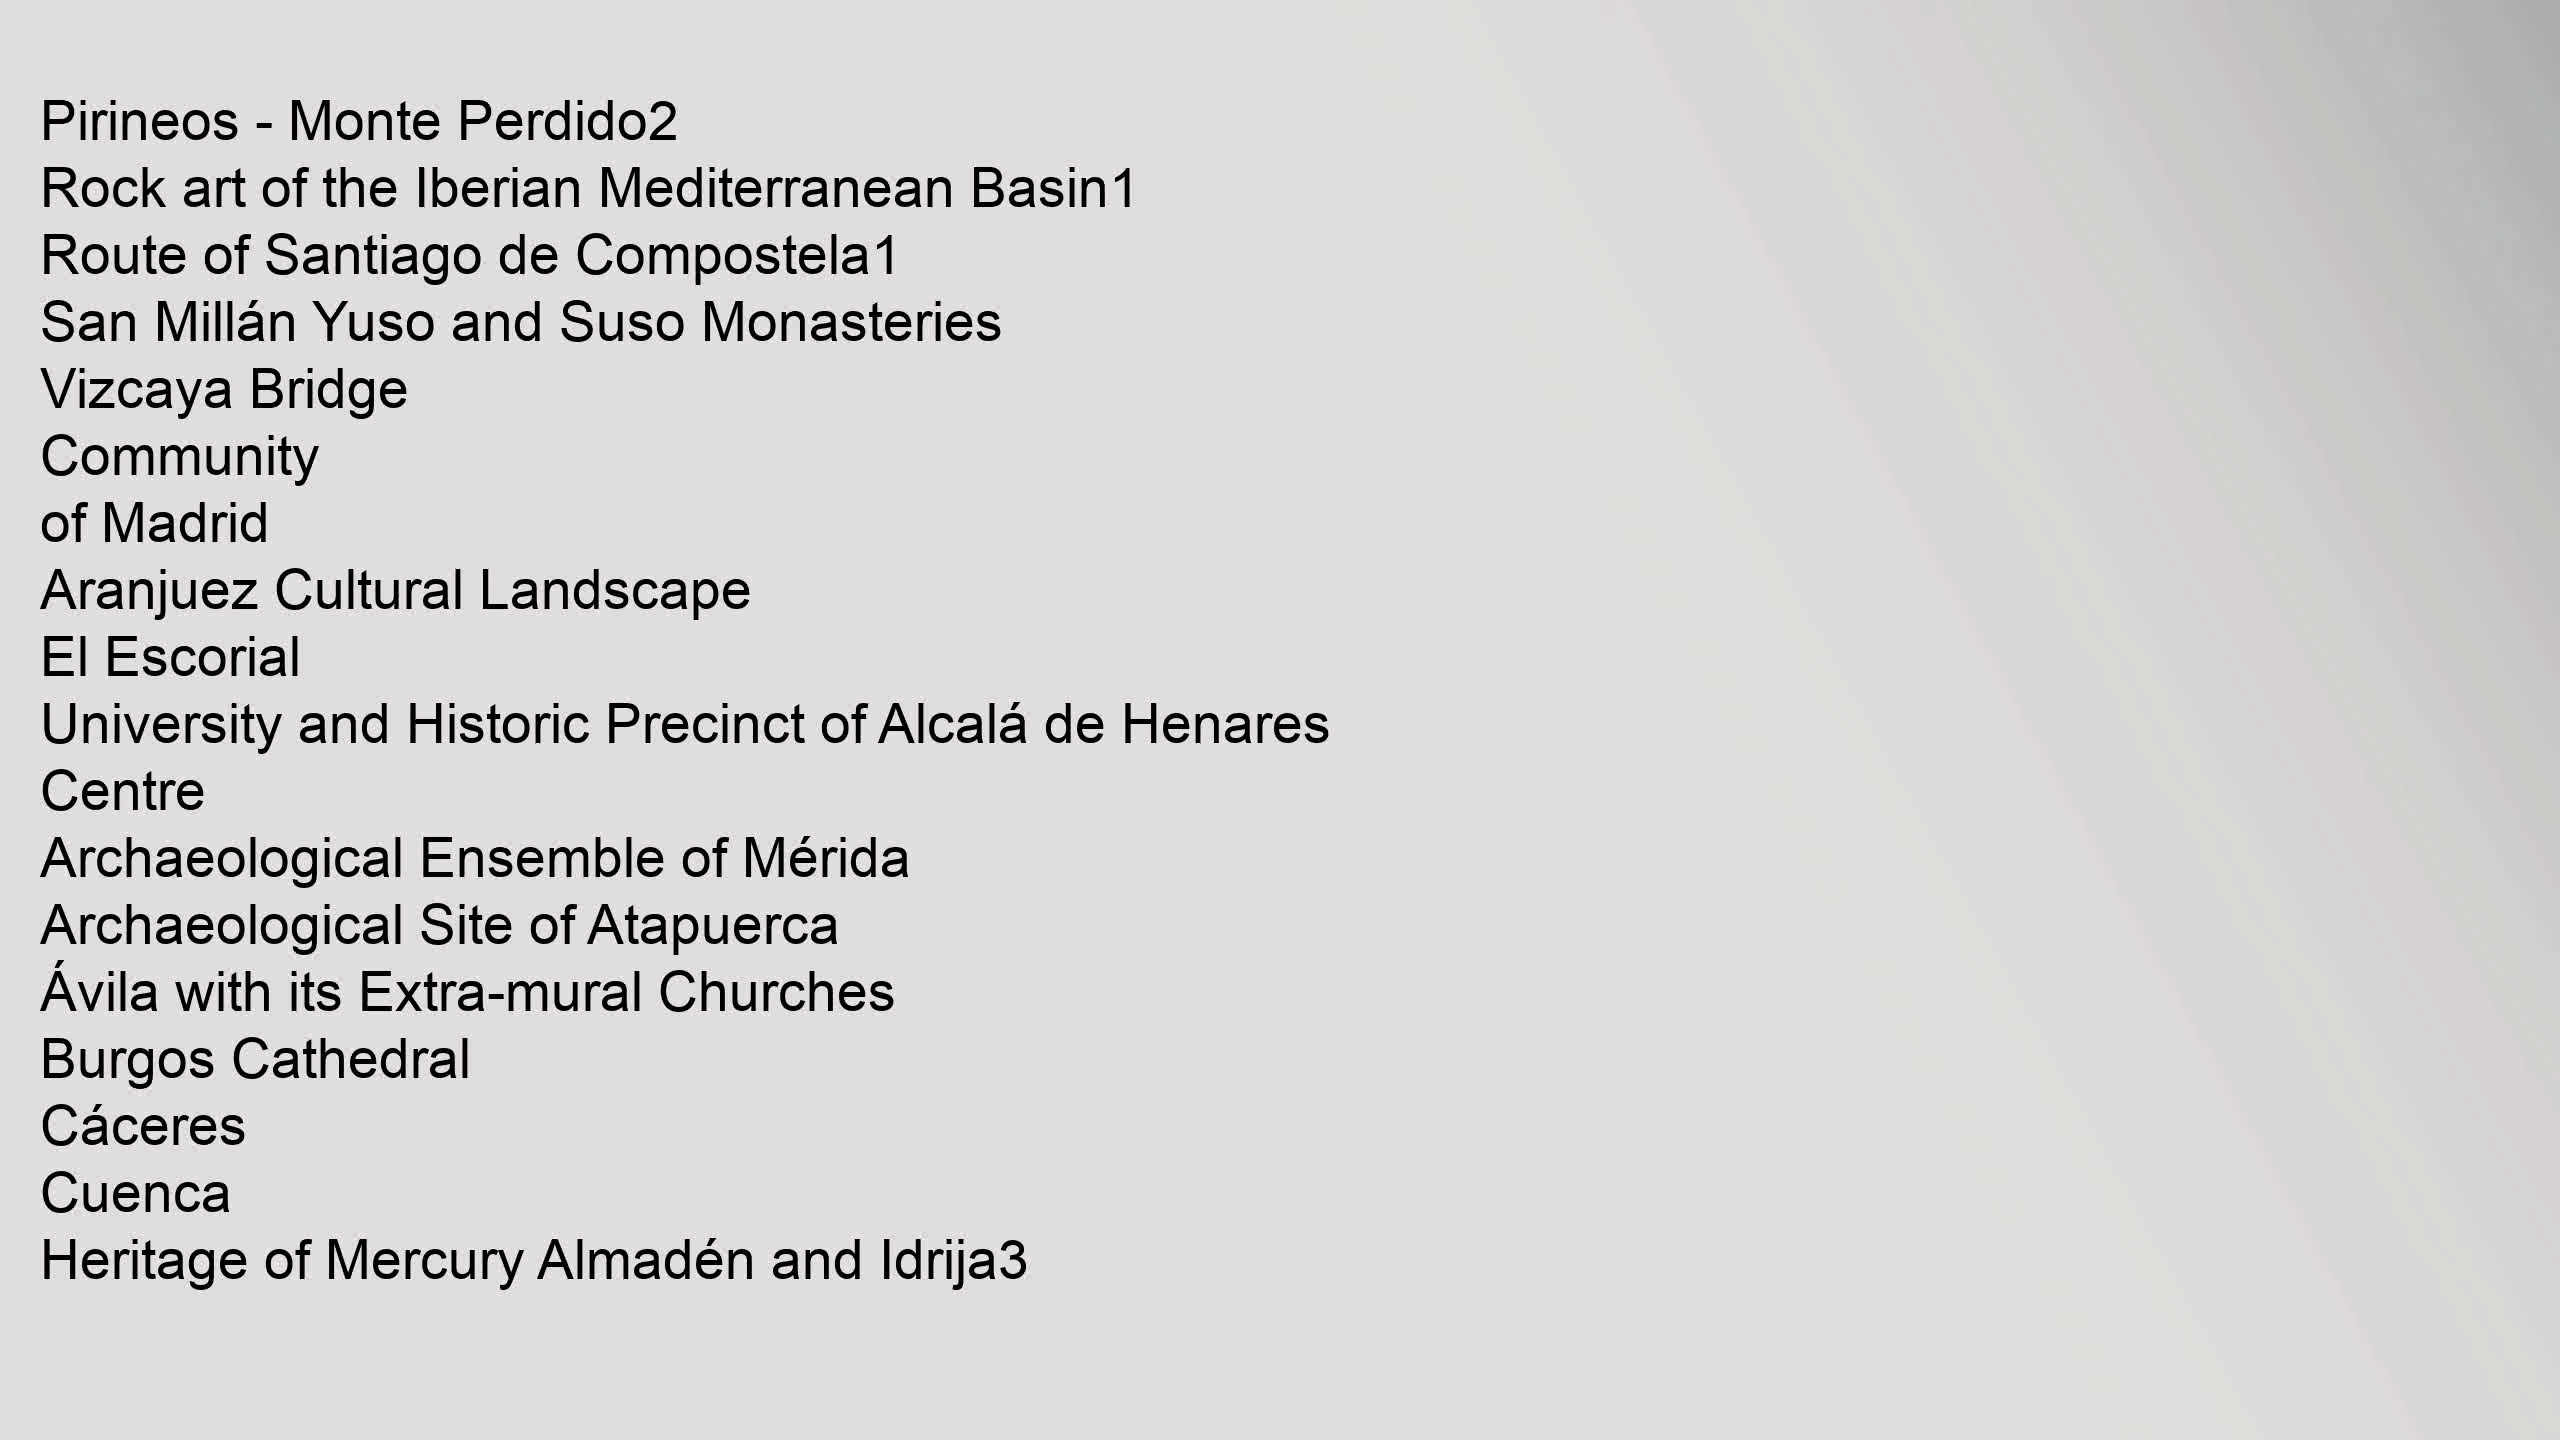 Pirineos - Monte Perdido2
Rock art of the Iberian Mediterranean Basin1
Route of Santiago de Compostela1
San Millán Yuso and Suso Monasteries
Vizcaya Bridge
Community
of Madrid
Aranjuez Cultural Landscape
El Escorial
University and Historic Precinct of Alcalá de Henares
Centre
Archaeological Ensemble of Mérida
Archaeological Site of Atapuerca
Ávila with its Extra-mural Churches
Burgos Cathedral
Cáceres
Cuenca
Heritage of Mercury Almadén and Idrija3